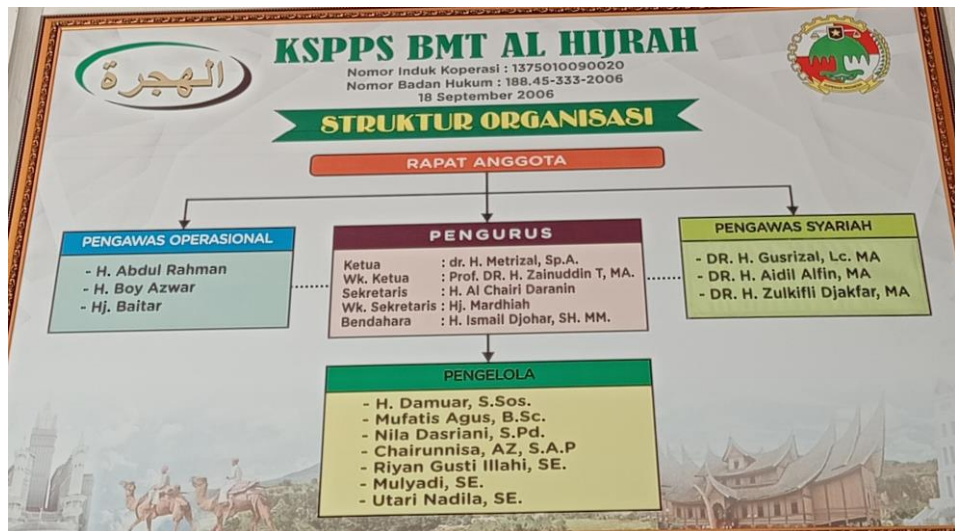 الهجرة
KSPPS BMT AL HIJRAH
Nomor Induk Koperasi : 1375010090020
Nomor Badan Hukum : 188.45-333-2006
18 September 2006
STRUKTUR ORGANISASI
RAPAT ANGGOTA
PENGAWAS OPERASIONAL
- H. Abdul Rahman
- H. Boy Azwar
- Hj. Baitar
PENGURUS
Ketua : dr. H. Metrizal, Sp.A.
Wk. Ketua : Prof. DR. H. Zainuddin T, MA.
Sekretaris : H. Al Chairi Daranin
Wk. Sekretaris : Hj. Mardhiah
Bendahara : H. Ismail Djohar, SH. MM.
PENGAWAS SYARIAH
- DR. H. Gusrizal, Lc. MA
- DR. H. Aidil Alfin, MA
- DR. H. Zulkifli Djakfar, MA
PENGELOLA
- H. Damuar, S.Sos.
- Mufatis Agus, B.Sc.
- Nila Dasriani, S.Pd.
- Chairunnisa, AZ, S.A.P
- Riyan Gusti Illahi, SE.
- Mulyadi, SE.
- Utari Nadila, SE.